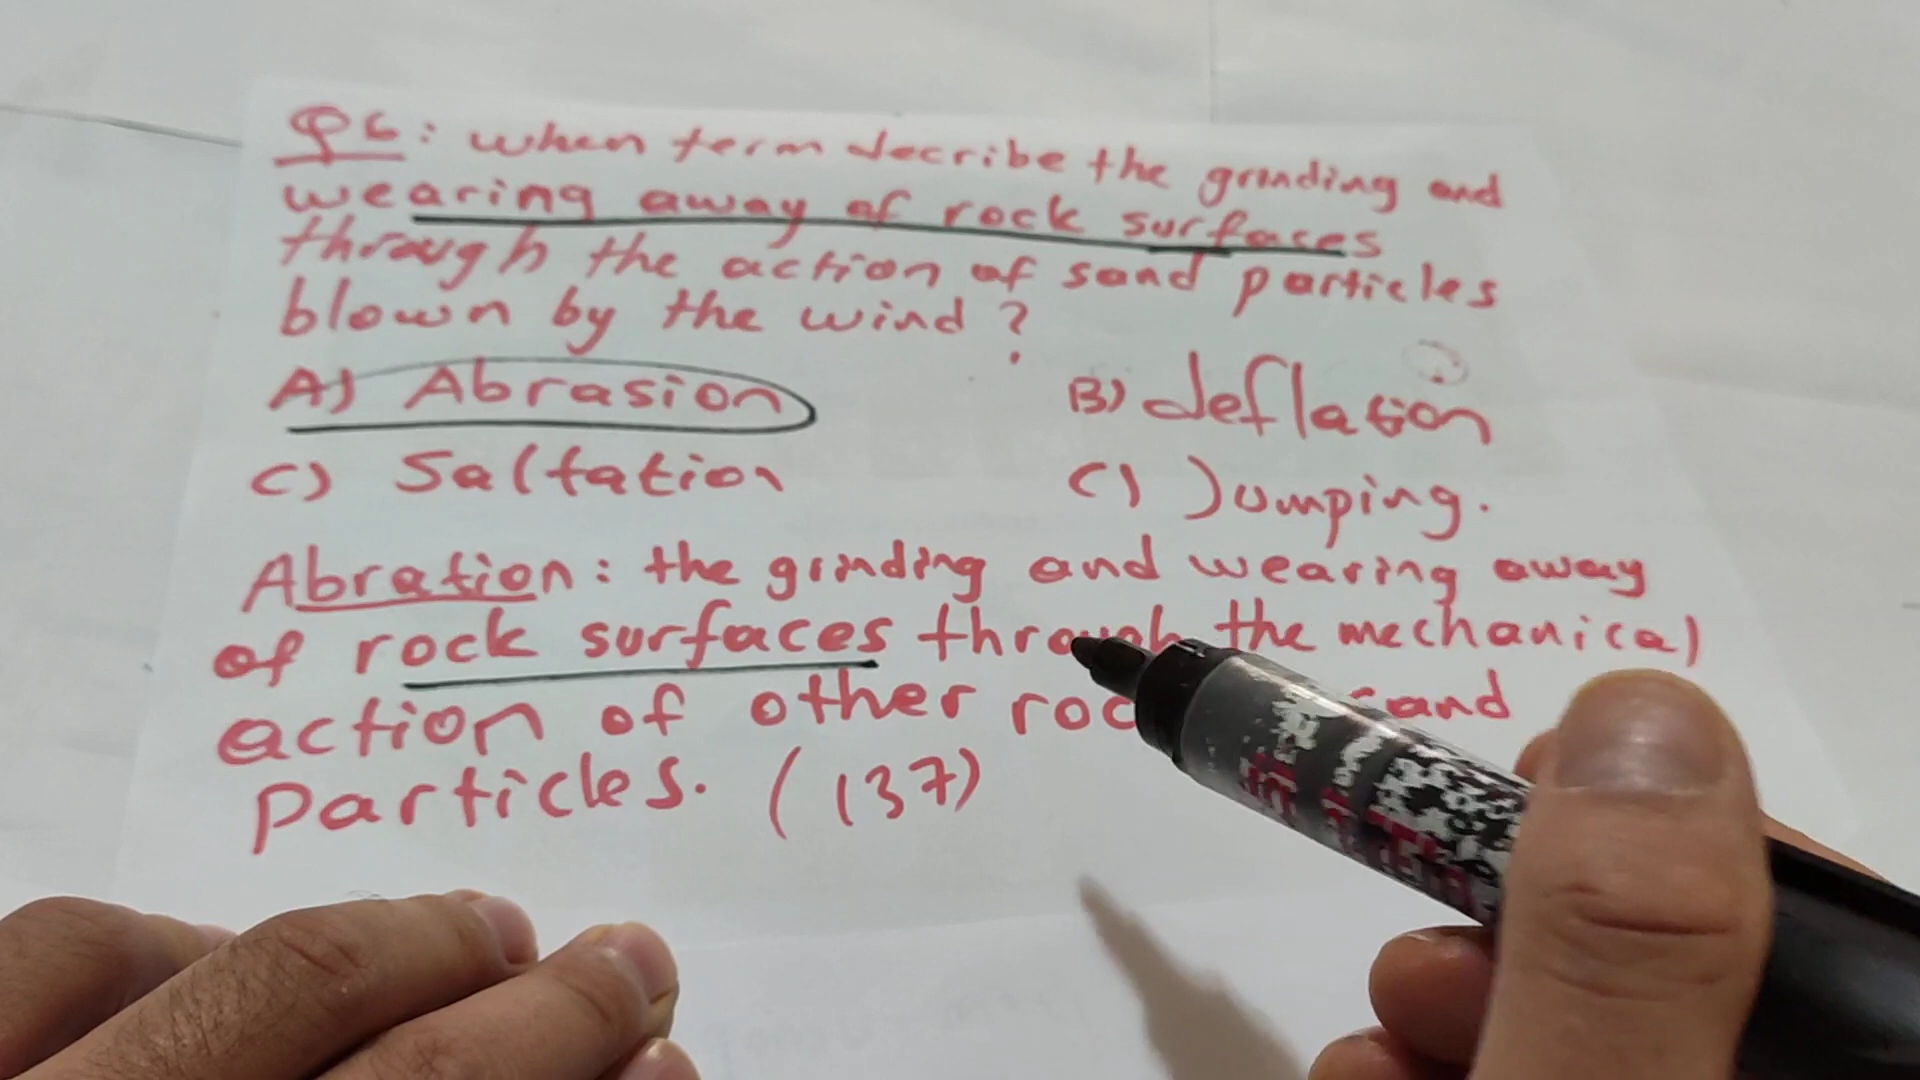 Q6: when term decribe the grinding and
wearing away of rock surfaces
through the action of sand particles
blown by the wind?
A) Abrasion B) deflation
C) Saltation C) Jumping.
Abration: the grinding and wearing away
of rock surfaces through the mechanical
action of other sand
particles. (137)